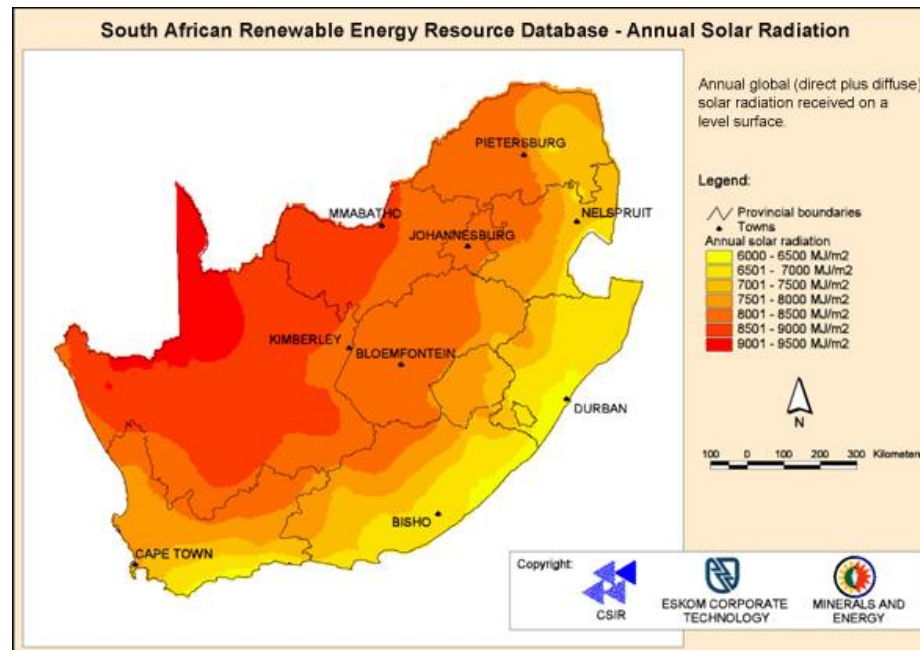 South African Renewable Energy Resource Database - Annual Solar Radiation
Annual global (direct plus diffuse)
solar radiation received on a
level surface.
PIETERSBURG
MMABATHO
NELSPRUIT
JOHANNESBURG
KIMBERLEY
BLOEMFONTEIN
DURBAN
BISHO
CAPE TOWN
Legend:
Provincial boundaries
Towns
Annual solar radiation
6000 - 6500 MJ/m2
6501 - 7000 MJ/m2
7001 - 7500 MJ/m2
7501 - 8000 MJ/m2
8001 - 8500 MJ/m2
8501 - 9000 MJ/m2
9001 - 9500 MJ/m2
N
100 0 100 200 300 Kilometers
Copyright:
CSIR
ESKOM CORPORATE
TECHNOLOGY
MINERALS AND
ENERGY